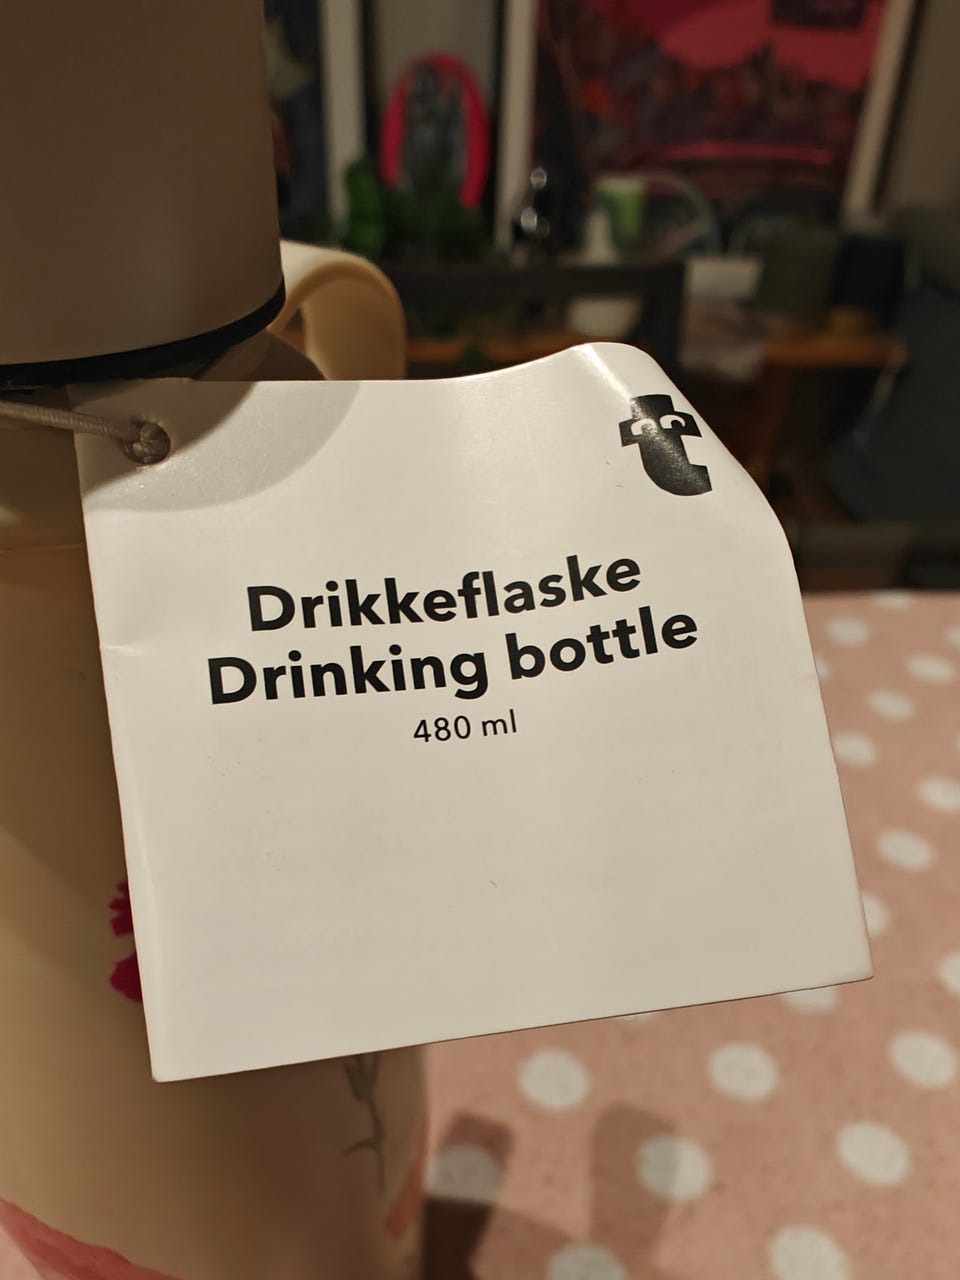 t
Drikkeflaske
Drinking bottle
480 ml